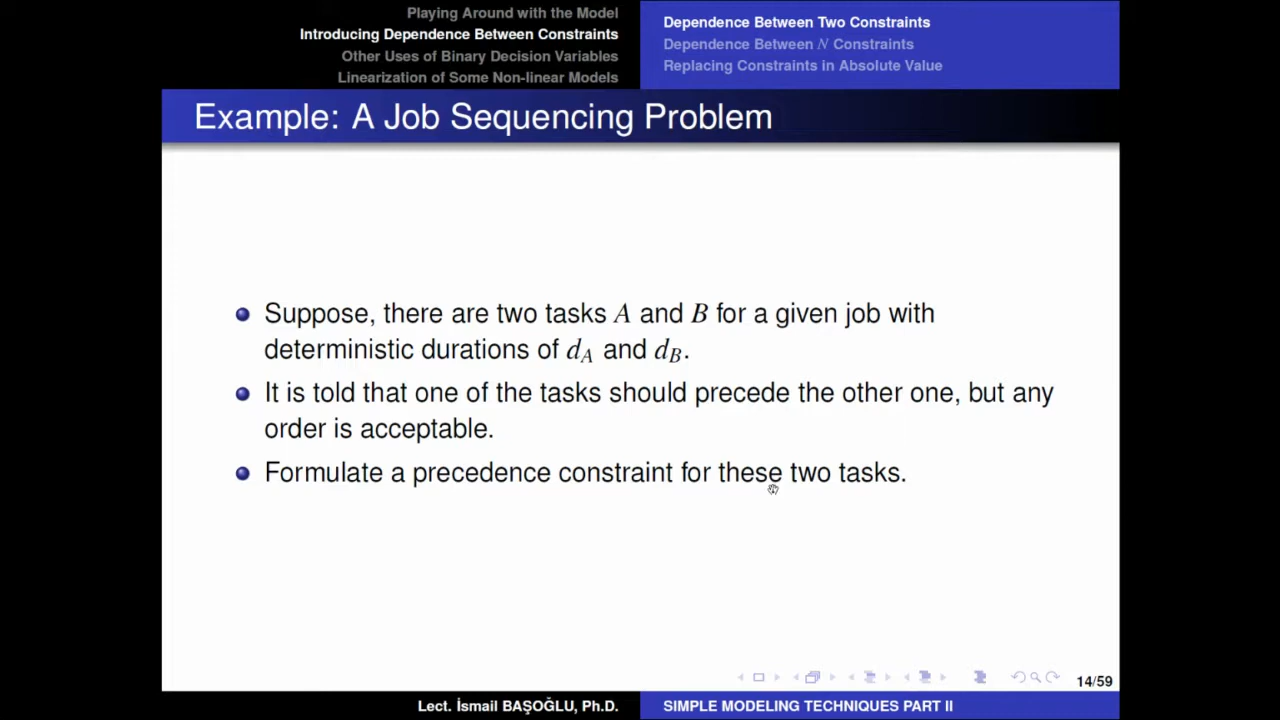 Playing Around with the Model
Introducing Dependence Between Constraints
Other Uses of Binary Decision Variables
Linearization of Some Non-linear Models
Dependence Between Two Constraints
Dependence Between N Constraints
Replacing Constraints in Absolute Value
Example: A Job Sequencing Problem
Suppose, there are two tasks A and B for a given job with
deterministic durations of d_A and d_B.
It is told that one of the tasks should precede the other one, but any
order is acceptable.
Formulate a precedence constraint for these two tasks.
14/59
Lect. İsmail BAŞOĞLU, Ph.D.
SIMPLE MODELING TECHNIQUES PART II